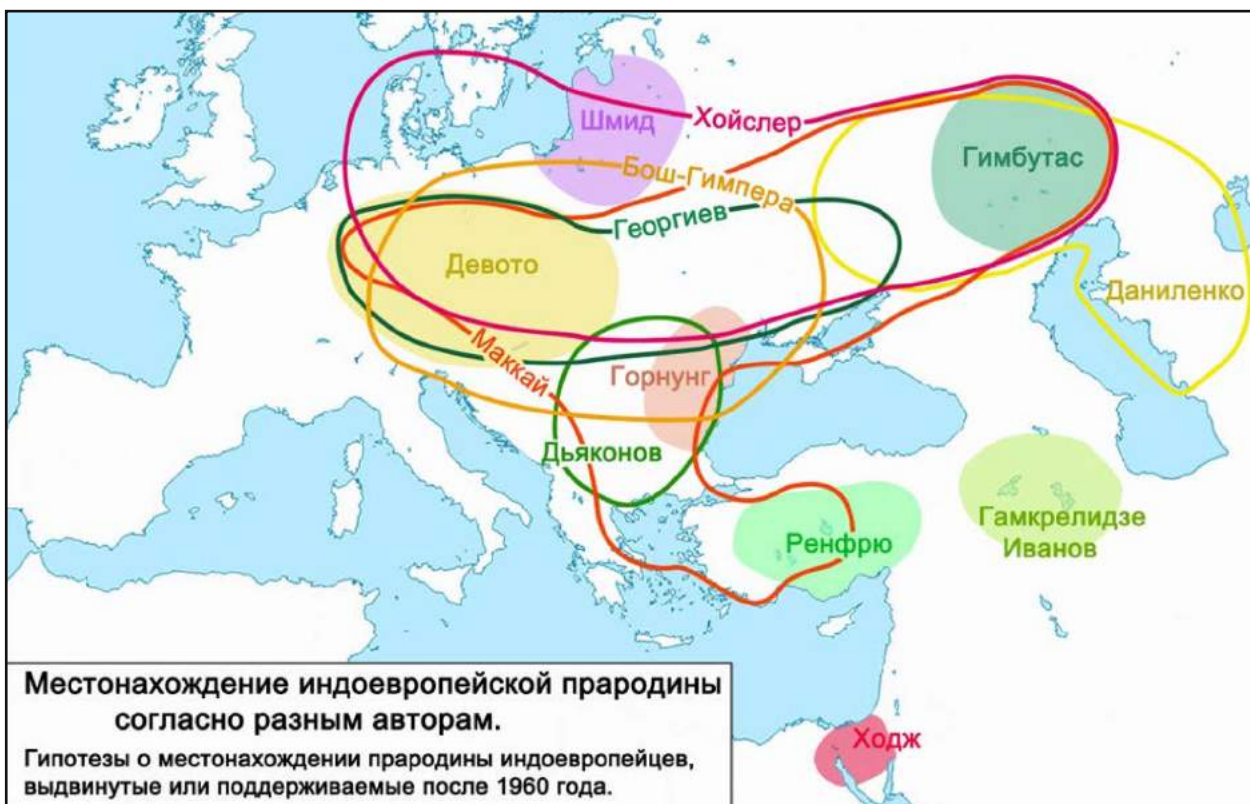 Шмид
Хойслер
Гимбутас
Бош-Гимпера
Георгиев
Девото
Даниленко
Маккай
Горнунг
Дьяконов
Ренфрю
Гамкрелидзе
Иванов
Ходж
Местонахождение индоевропейской прародины
согласно разным авторам.
Гипотезы о местонахождении прародины индоевропейцев,
выдвинутые или поддерживаемые после 1960 года.